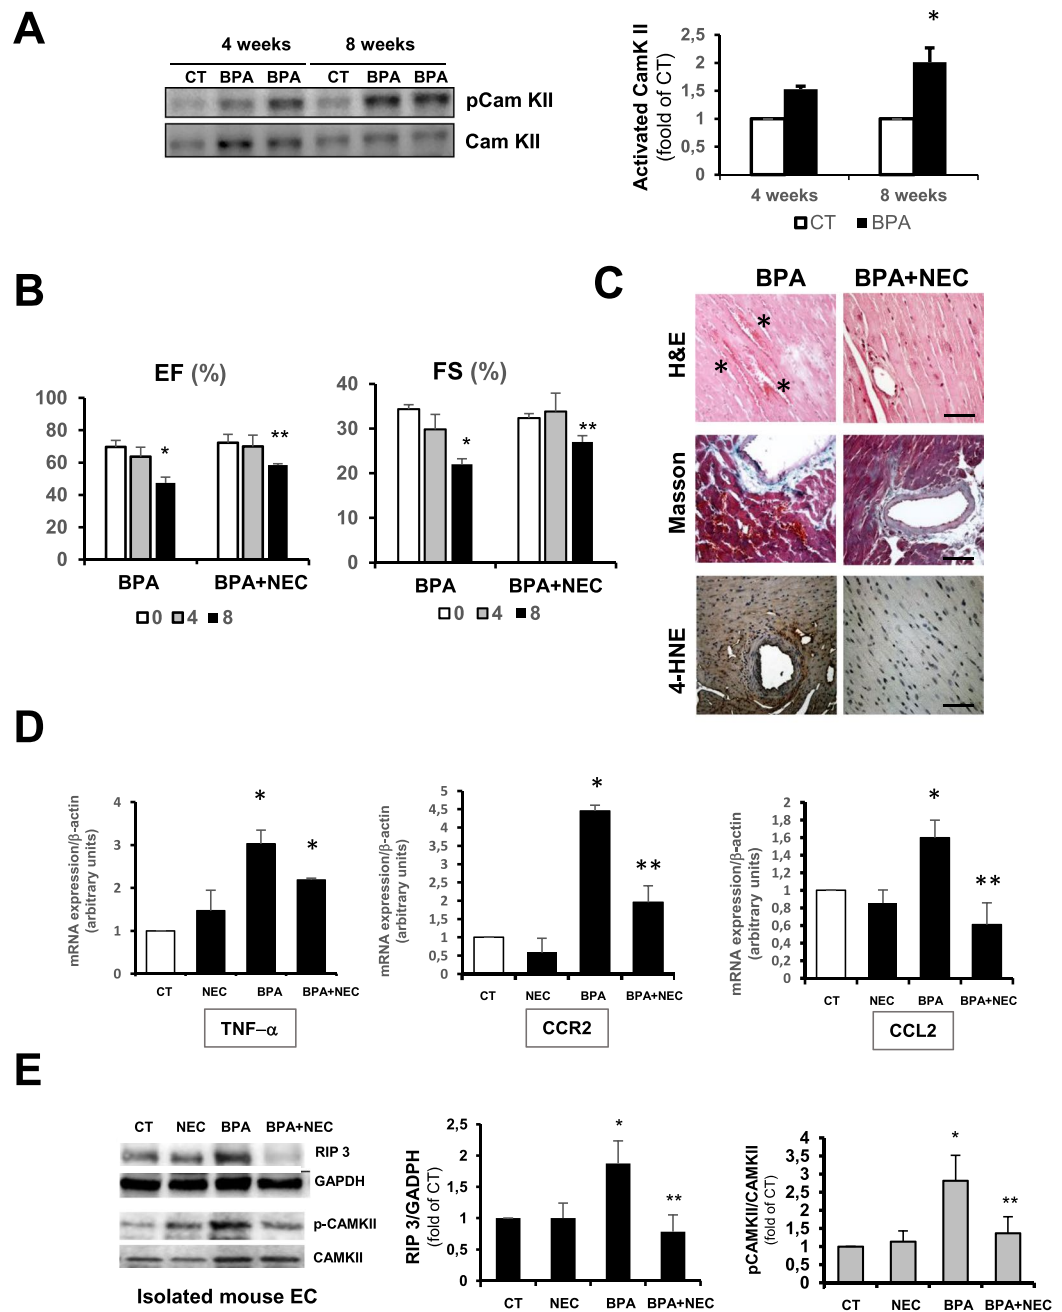 A
4 weeks 8 weeks
CT BPA BPA CT BPA BPA
pCam KII
Cam KII
Activated CamK II
(foold of CT)
2,5
2
1,5
1
0,5
0
*
4 weeks 8 weeks
CT BPA
B
EF (%)
100
80
60
40
20
0
* **
BPA BPA+NEC
0 4 8
FS (%)
40
30
20
10
0
* **
BPA BPA+NEC
0 4 8
C
BPA BPA+NEC
H&E
* * *
Masson
4-HNE
D
mRNA expression/β-actin
(arbitrary units)
4
3
2
1
0
* *
CT NEC BPA BPA+NEC
TNF–α
mRNA expression/β-actin
(arbitrary units)
5
4,5
4
3,5
3
2,5
2
1,5
1
0,5
0
* **
CT NEC BPA BPA+NEC
CCR2
mRNA expression/β-actin
(arbitrary units)
2
1,8
1,6
1,4
1,2
1
0,8
0,6
0,4
0,2
0
* **
CT NEC BPA BPA+NEC
CCL2
E
CT NEC BPA BPA+NEC
RIP 3
GAPDH
p-CAMKII
CAMKII
Isolated mouse EC
RIP 3/GADPH
(fold of CT)
2,5
2
1,5
1
0,5
0
* **
CT NEC BPA BPA+NEC
pCAMKII/CAMKII
(fold of CT)
4
3,5
3
2,5
2
1,5
1
0,5
0
* **
CT NEC BPA BPA+NEC